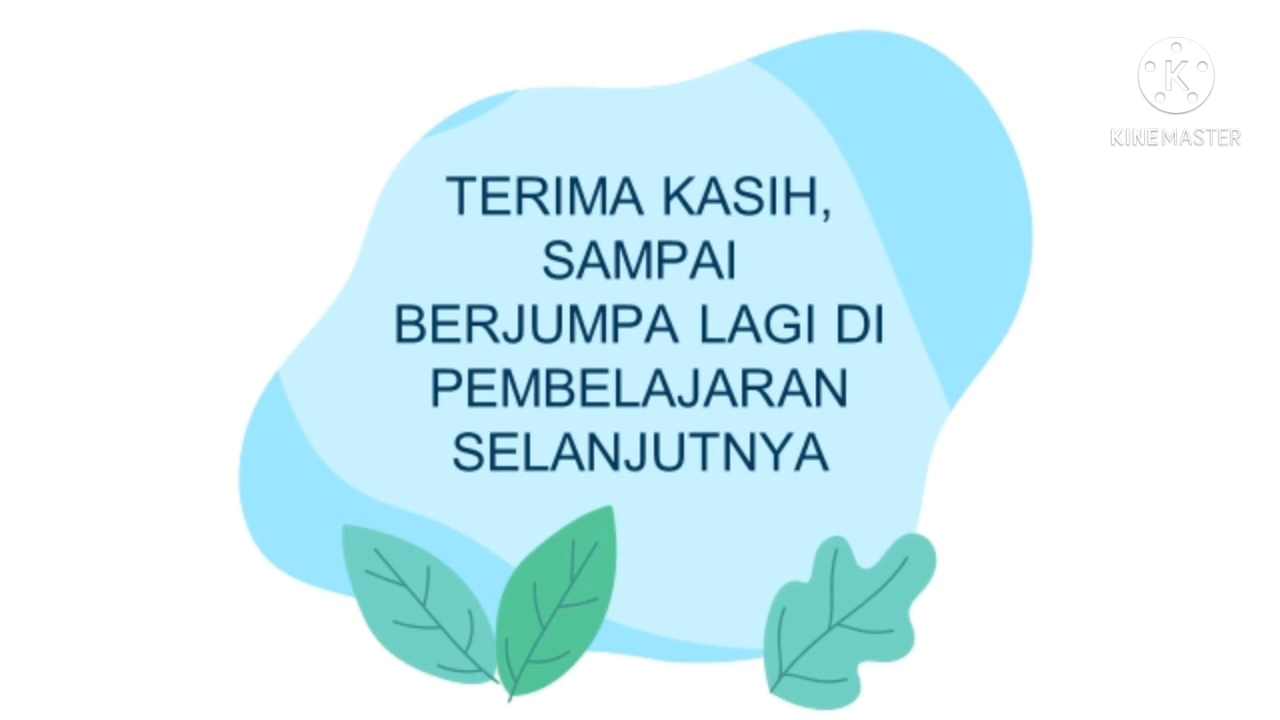 TERIMA KASIH,
SAMPAI
BERJUMPA LAGI DI
PEMBELAJARAN
SELANJUTNYA
K
KINEMASTER